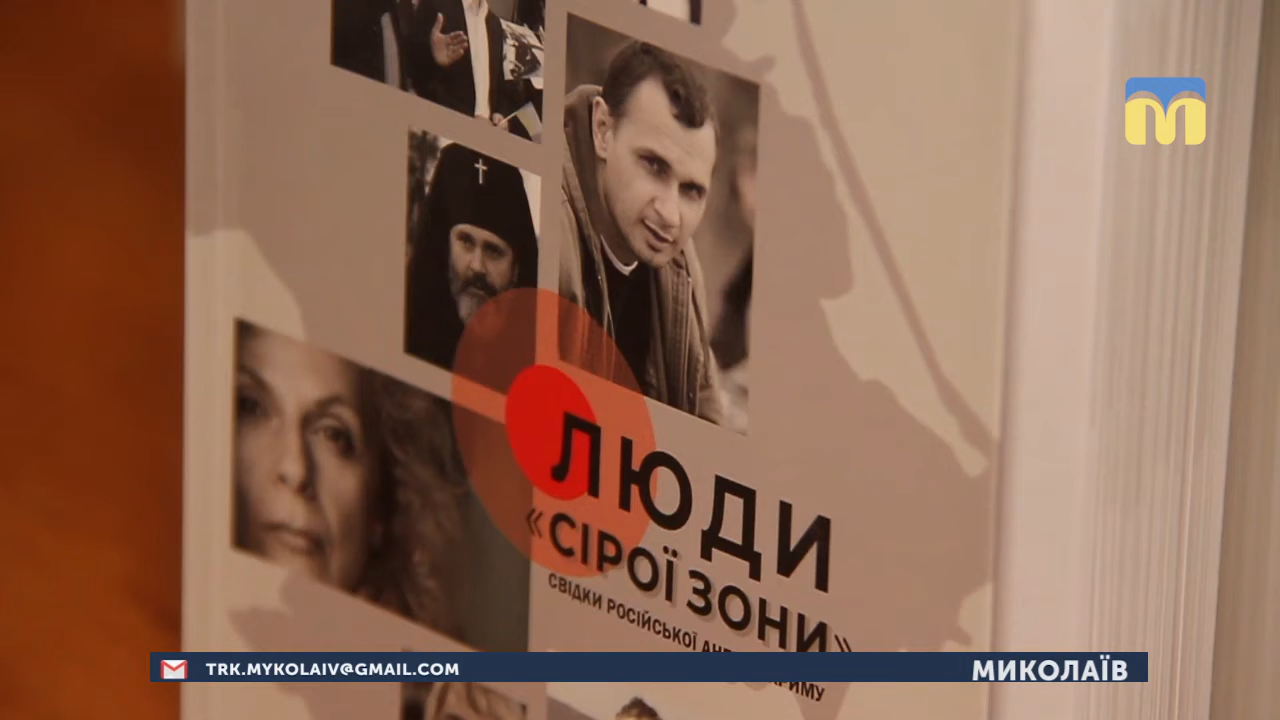 M
ЛЮДИ
«СІРОЇ ЗОНИ»
СВІДКИ РОСІЙСЬКОЇ
TRK.MYKOLAIV@GMAIL.COM
МИКОЛАЇВ